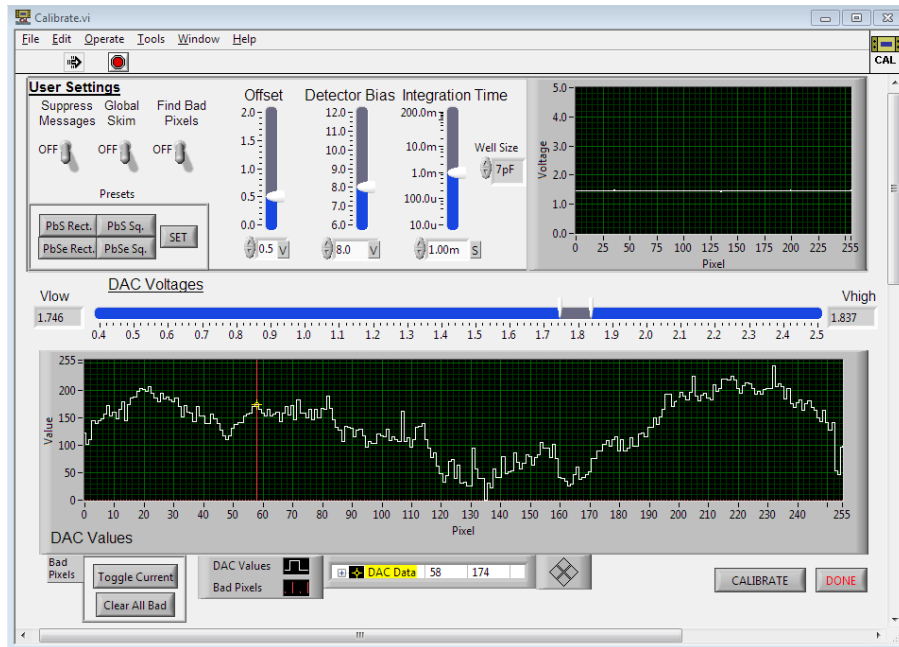 Calibrate.vi
File Edit Operate Tools Window Help
CAL
User Settings
Suppress Messages
Global Skim
Find Bad Pixels
OFF OFF OFF
Presets
PbS Rect. PbS Sq.
PbSe Rect. PbSe Sq.
SET
Offset
2.0
1.5
1.0
0.5
0.0
0.5 V
Detector Bias
12.0
11.0
10.0
9.0
8.0
7.0
6.0
8.0 V
Integration Time
200.0m
10.0m
1.0m
100.0u
10.0u
1.00m S
Well Size
7pF
Voltage
5.0
4.0
3.0
2.0
1.0
0.0
0 25 50 75 100 125 150 175 200 225 255
Pixel
DAC Voltages
Vlow
1.746
0.4 0.5 0.6 0.7 0.8 0.9 1.0 1.1 1.2 1.3 1.4 1.5 1.6 1.7 1.8 1.9 2.0 2.1 2.2 2.3 2.4 2.5
Vhigh
1.837
Value
255
200
150
100
50
0
0 10 20 30 40 50 60 70 80 90 100 110 120 130 140 150 160 170 180 190 200 210 220 230 240 255
Pixel
DAC Values
Bad Pixels
Toggle Current
Clear All Bad
DAC Values
Bad Pixels
DAC Data 58 174
CALIBRATE
DONE